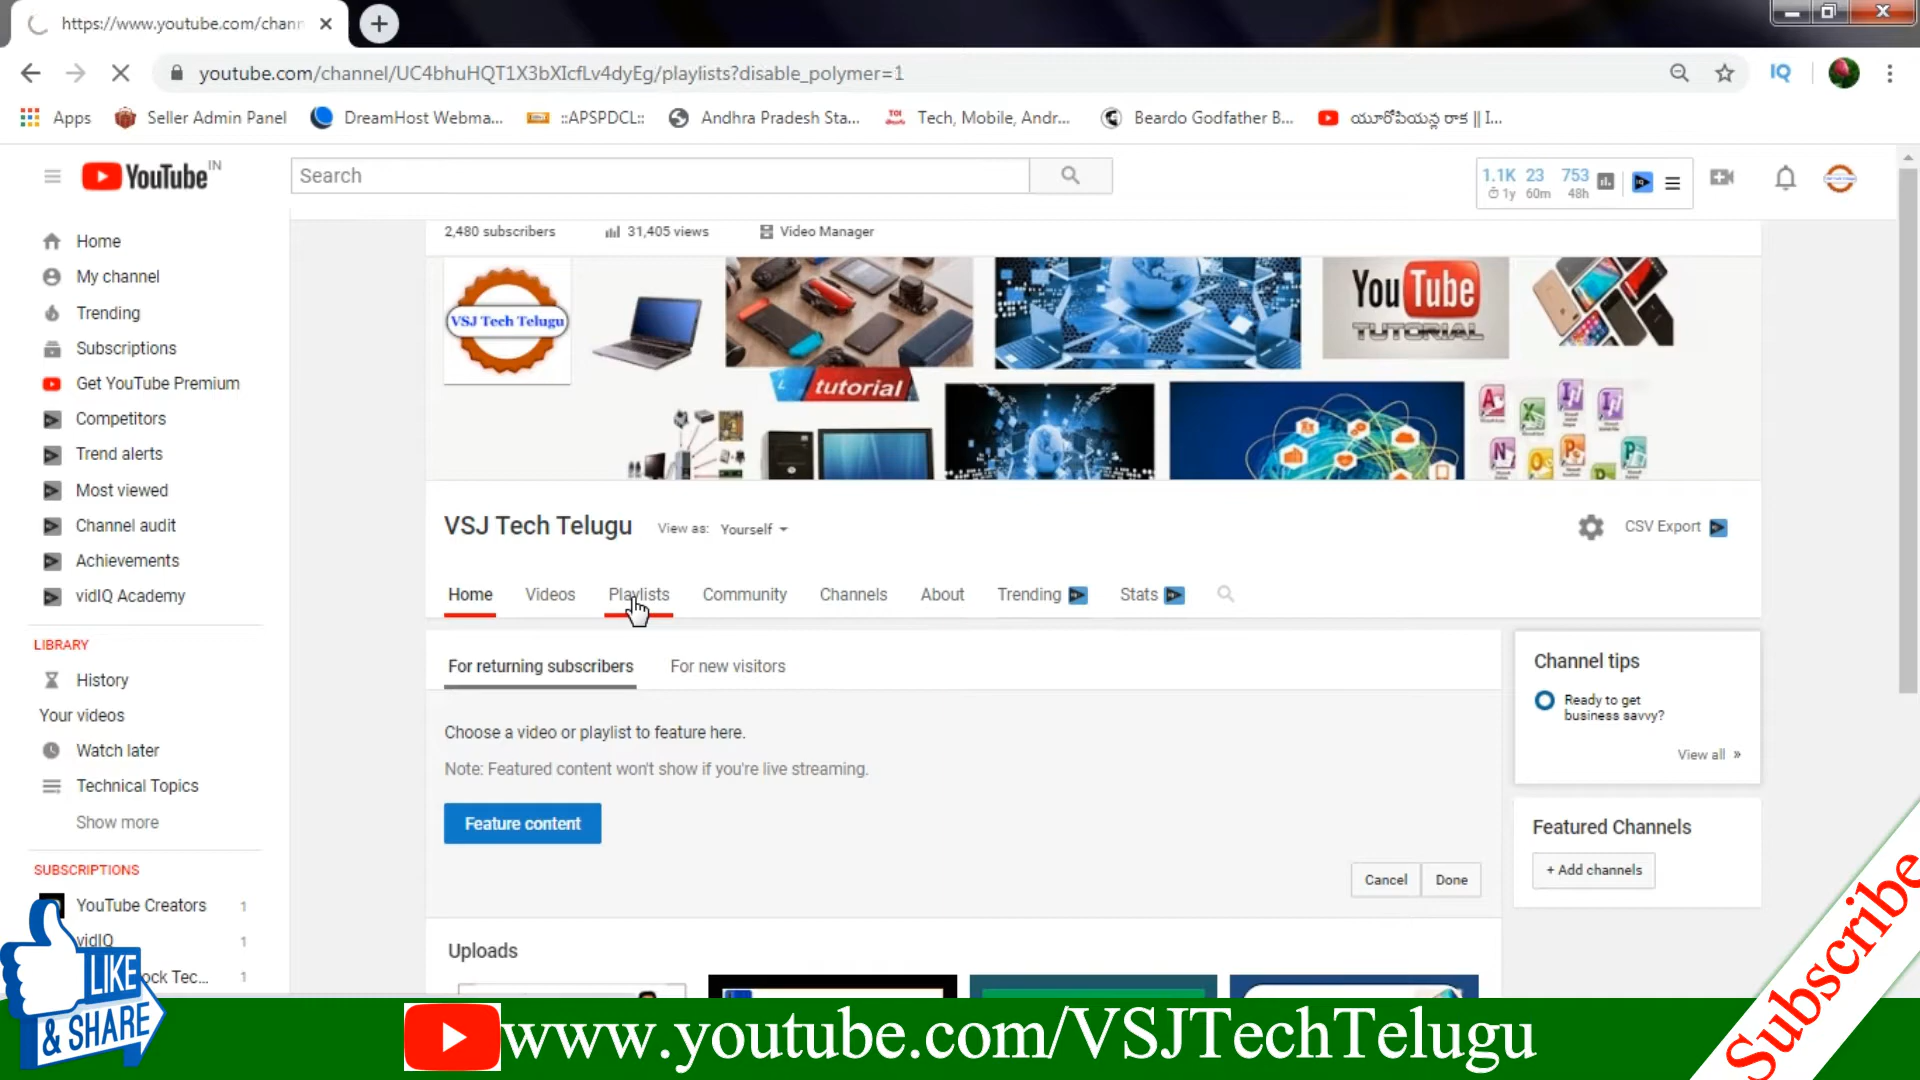 https://www.youtube.com/chann
youtube.com/channel/UC4bhuHQT1X3bXIcfLv4dyEg/playlists?disable_polymer=1
IQ
Apps
Seller Admin Panel
DreamHost Webma...
::APSPDCL::
Andhra Pradesh Sta...
TOI
Tech, Mobile, Andr...
Beardo Godfather B...
యూరోపియన్ల రాక || I...
YouTube IN
Search
1.1K 23 753
1y 60m 48h
2,480 subscribers
31,405 views
Video Manager
Home
My channel
Trending
Subscriptions
Get YouTube Premium
Competitors
Trend alerts
Most viewed
Channel audit
Achievements
vidIQ Academy
LIBRARY
History
Your videos
Watch later
Technical Topics
Show more
SUBSCRIPTIONS
YouTube Creators 1
vidIQ 1
ock Tec... 1
VSJ Tech Telugu
tutorial
YouTube
TUTORIAL
VSJ Tech Telugu
View as: Yourself
CSV Export
Home
Videos
Playlists
Community
Channels
About
Trending
Stats
For returning subscribers
For new visitors
Choose a video or playlist to feature here.
Note: Featured content won't show if you're live streaming.
Feature content
Cancel
Done
Uploads
Channel tips
Ready to get
business savvy?
View all »
Featured Channels
+ Add channels
LIKE
& SHARE
www.youtube.com/VSJTechTelugu
Subscribe